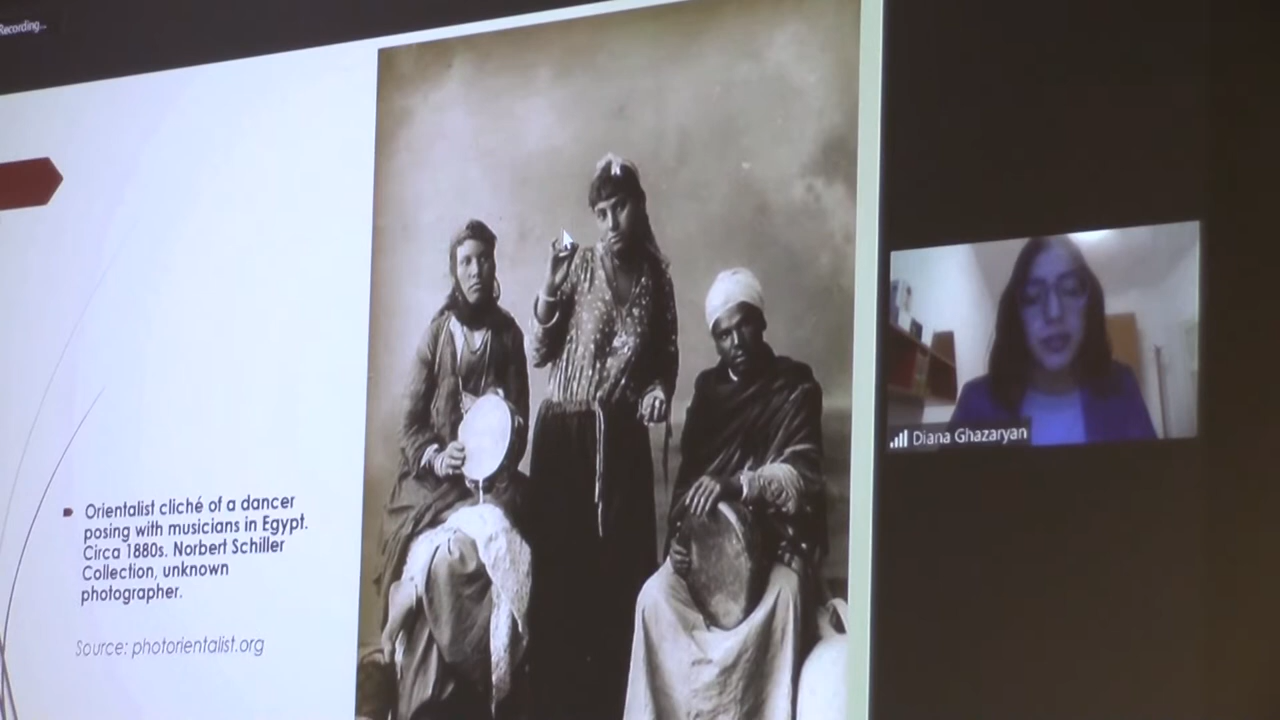 Recording...
Orientalist cliché of a dancer
posing with musicians in Egypt.
Circa 1880s. Norbert Schiller
Collection, unknown
photographer.
Source: photorientalist.org
Diana Ghazaryan